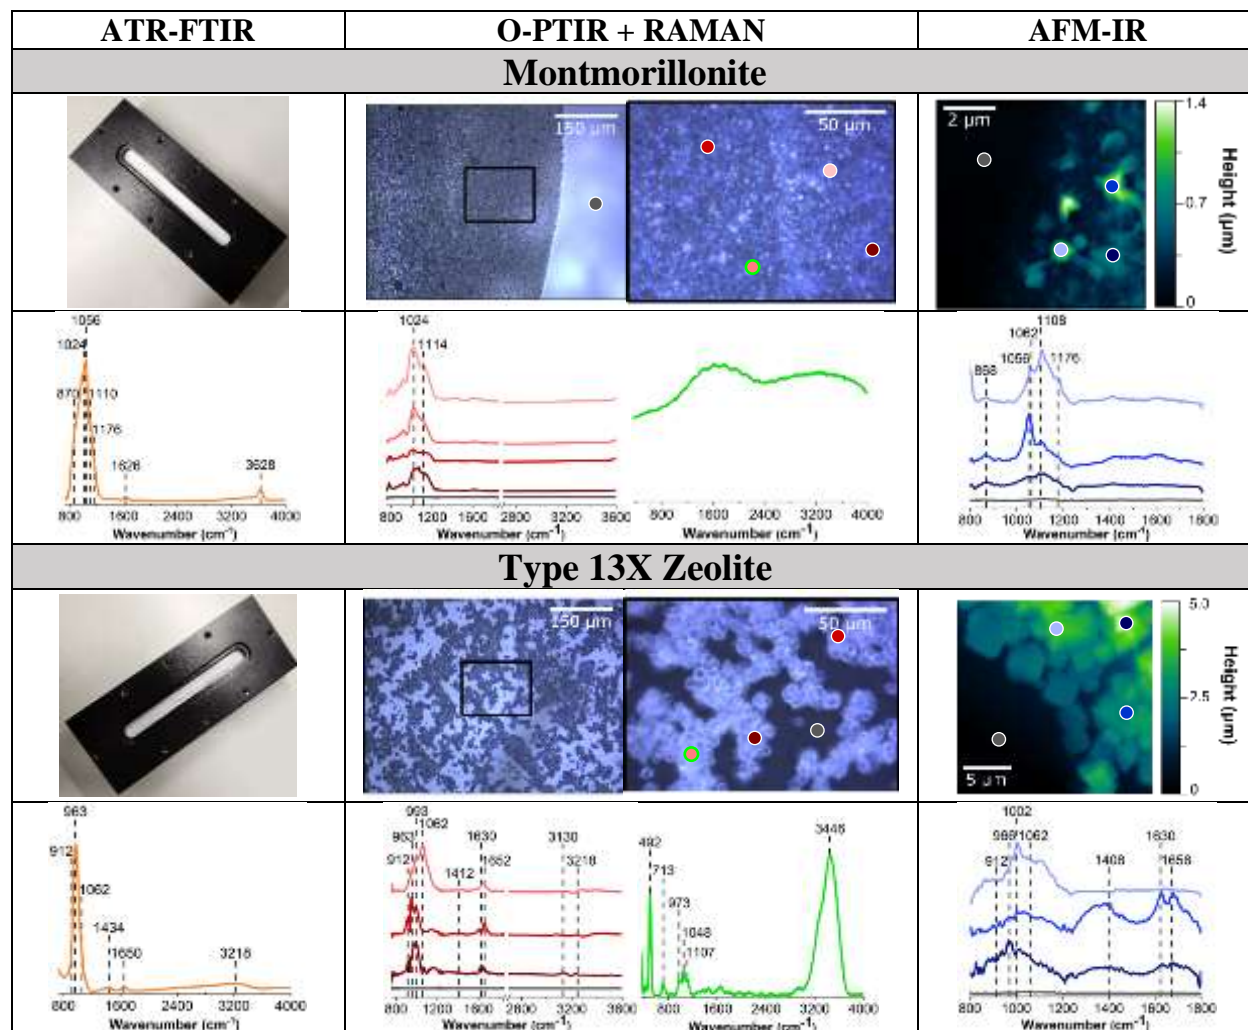 ATR-FTIR O-PTIR + RAMAN AFM-IR
Montmorillonite
150 µm 50 µm 2 µm 1.4
0.7
0
Height (µm)
1056
1024
870 1110
1176
1626 3628
800 1600 2400 3200 4000
Wavenumber (cm⁻¹)
1024
1114
800 1200 2800 3200 3600
Wavenumber (cm⁻¹)
800 1600 2400 3200 4000
Wavenumber (cm⁻¹)
1108
1062
1056 1176
868
800 1000 1200 1400 1600 1800
Wavenumber (cm⁻¹)
Type 13X Zeolite
150 µm 50 µm 5.0
2.5
5 µm 0
Height (µm)
963
912
1062
1434
1650 3218
800 1600 2400 3200 4000
Wavenumber (cm⁻¹)
993
963 1062 1630 3130
912 1652 3218
1412
800 1200 1600 2800 3200 3600
Wavenumber (cm⁻¹)
3446
492
713
973
1048
1107
800 1600 2400 3200 4000
Wavenumber (cm⁻¹)
1002
986 1062 1630
912 1408 1658
800 1000 1200 1400 1600 1800
Wavenumber (cm⁻¹)